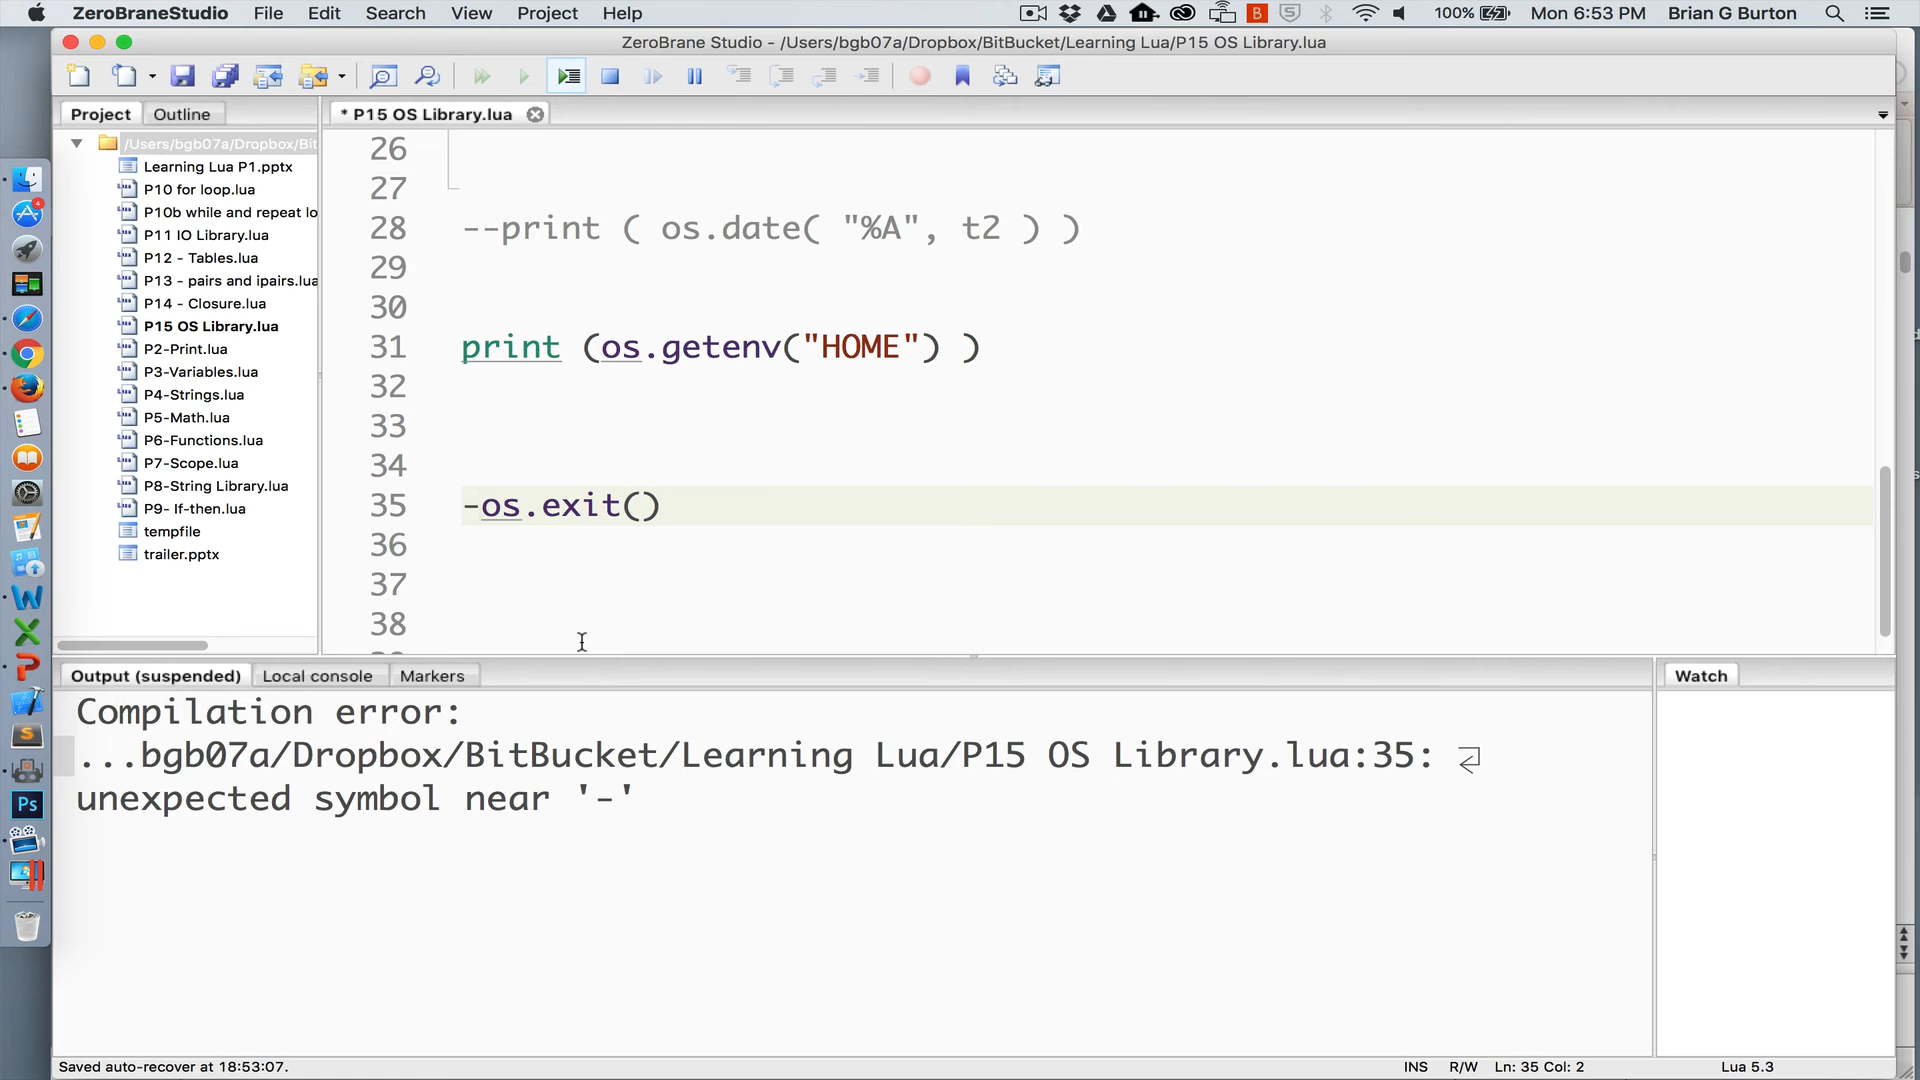 ZeroBraneStudio File Edit Search View Project Help
100% Mon 6:53 PM Brian G Burton
ZeroBrane Studio - /Users/bgb07a/Dropbox/BitBucket/Learning Lua/P15 OS Library.lua
Project Outline
* P15 OS Library.lua
/Users/bgb07a/Dropbox/Bit
Learning Lua P1.pptx
P10 for loop.lua
P10b while and repeat lo
P11 IO Library.lua
P12 - Tables.lua
P13 - pairs and ipairs.lua
P14 - Closure.lua
P15 OS Library.lua
P2-Print.lua
P3-Variables.lua
P4-Strings.lua
P5-Math.lua
P6-Functions.lua
P7-Scope.lua
P8-String Library.lua
P9- If-then.lua
tempfile
trailer.pptx
26
27
28 --print ( os.date( "%A", t2 ) )
29
30
31 print (os.getenv("HOME") )
32
33
34
35 -os.exit()
36
37
38
Output (suspended) Local console Markers
Watch
Compilation error:
...bgb07a/Dropbox/BitBucket/Learning Lua/P15 OS Library.lua:35:
unexpected symbol near '-'
Saved auto-recover at 18:53:07.
INS R/W Ln: 35 Col: 2 Lua 5.3